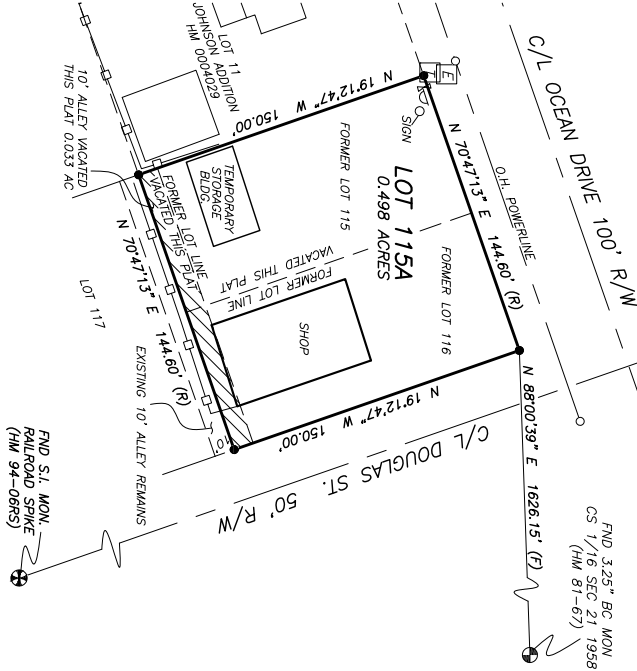 C/L OCEAN DRIVE 100' R/W
O.H. POWERLINE
N 70°47'13" E 144.60' (R)
N 88°00'39" E 1626.15' (F)
FND 3.25" BC MON
CS 1/16 SEC 21 1958
(HM 81-67)
E
SIGN
LOT 11
JOHNSON ADDITION
HM 0004029
N 19°12'47" W 150.00'
FORMER LOT 115
LOT 115A
0.498 ACRES
FORMER LOT 116
TEMPORARY
STORAGE
BLDG.
FORMER LOT LINE
VACATED THIS PLAT
SHOP
N 19°12'47" W 150.00'
C/L DOUGLAS ST. 50' R/W
10' ALLEY VACATED
THIS PLAT 0.033 AC
FORMER LOT LINE
VACATED THIS PLAT
N 70°47'13" E 144.60' (R)
LOT 117
EXISTING 10' ALLEY REMAINS
FND S.I. MON.
RAILROAD SPIKE
(HM 94-06RS)